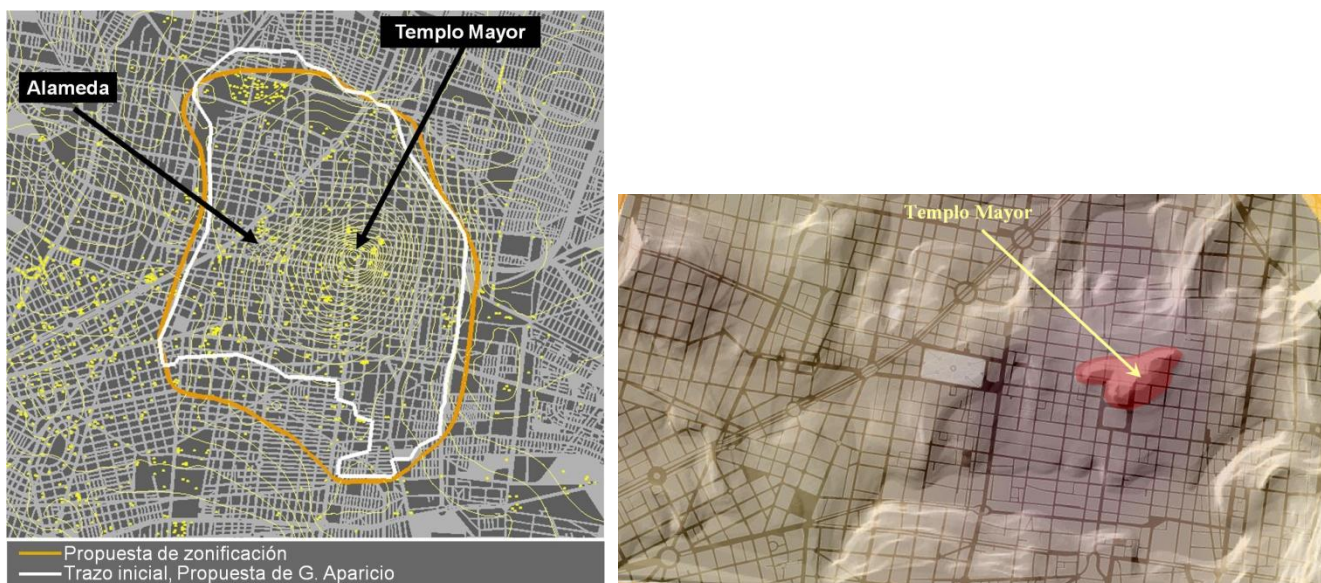 Templo Mayor
Alameda
Propuesta de zonificación
Trazo inicial, Propuesta de G. Aparicio
Templo Mayor